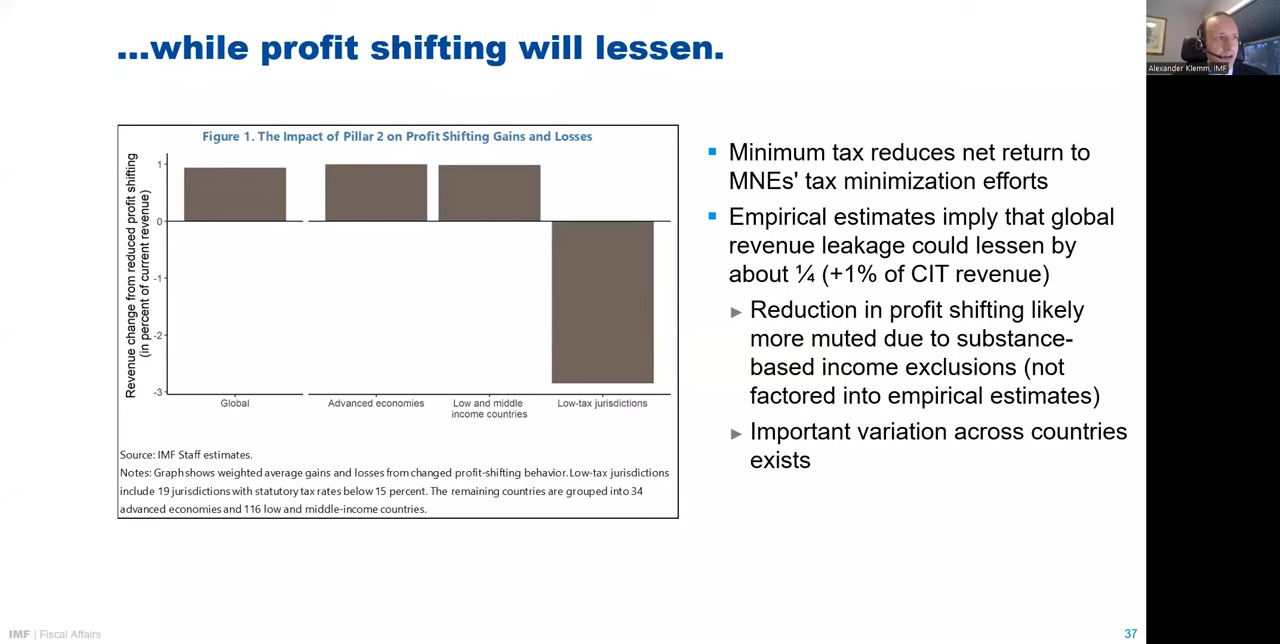 ...while profit shifting will lessen.
Alexander Klemm, IMF
Figure 1. The Impact of Pillar 2 on Profit Shifting Gains and Losses
Revenue change from reduced profit shifting
(in percent of current revenue)
1
0
-1
-2
-3
Global
Advanced economies
Low and middle
income countries
Low-tax jurisdictions
Source: IMF Staff estimates.
Notes: Graph shows weighted average gains and losses from changed profit-shifting behavior. Low-tax jurisdictions
include 19 jurisdictions with statutory tax rates below 15 percent. The remaining countries are grouped into 34
advanced economies and 116 low and middle-income countries.
Minimum tax reduces net return to
MNEs' tax minimization efforts
Empirical estimates imply that global
revenue leakage could lessen by
about ¼ (+1% of CIT revenue)
Reduction in profit shifting likely
more muted due to substance-
based income exclusions (not
factored into empirical estimates)
Important variation across countries
exists
IMF | Fiscal Affairs
37